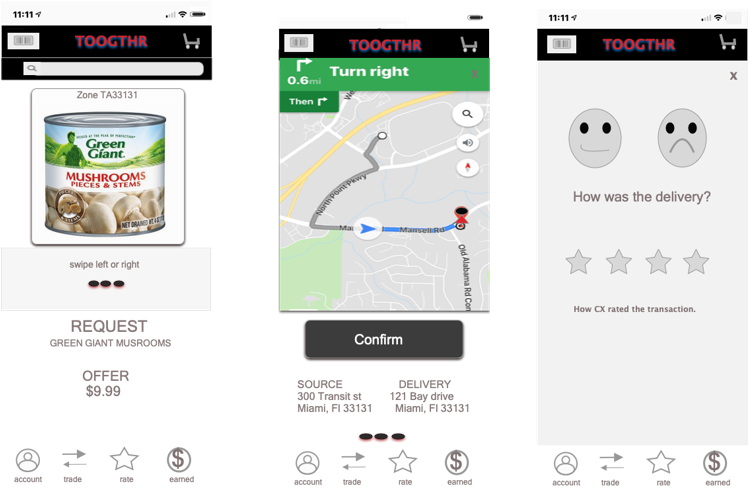 11:11
TOOGTHR
Zone TA33131
Green
Giant.
MUSHROOMS
PIECES & STEMS
swipe left or right
REQUEST
GREEN GIANT MUSROOMS
OFFER
$9.99
account
trade
rate
$
earned
TOOGTHR
0.6mi
Turn right
x
Then
North Point Pkwy
Mansell Rd
Old Alabama Rd Con
Confirm
SOURCE
300 Transit st
Miami, Fl 33131
DELIVERY
121 Bay drive
Miami, Fl 33131
account
trade
rate
$
earned
11:11
TOOGTHR
x
How was the delivery?
How CX rated the transaction.
account
trade
rate
$
earned